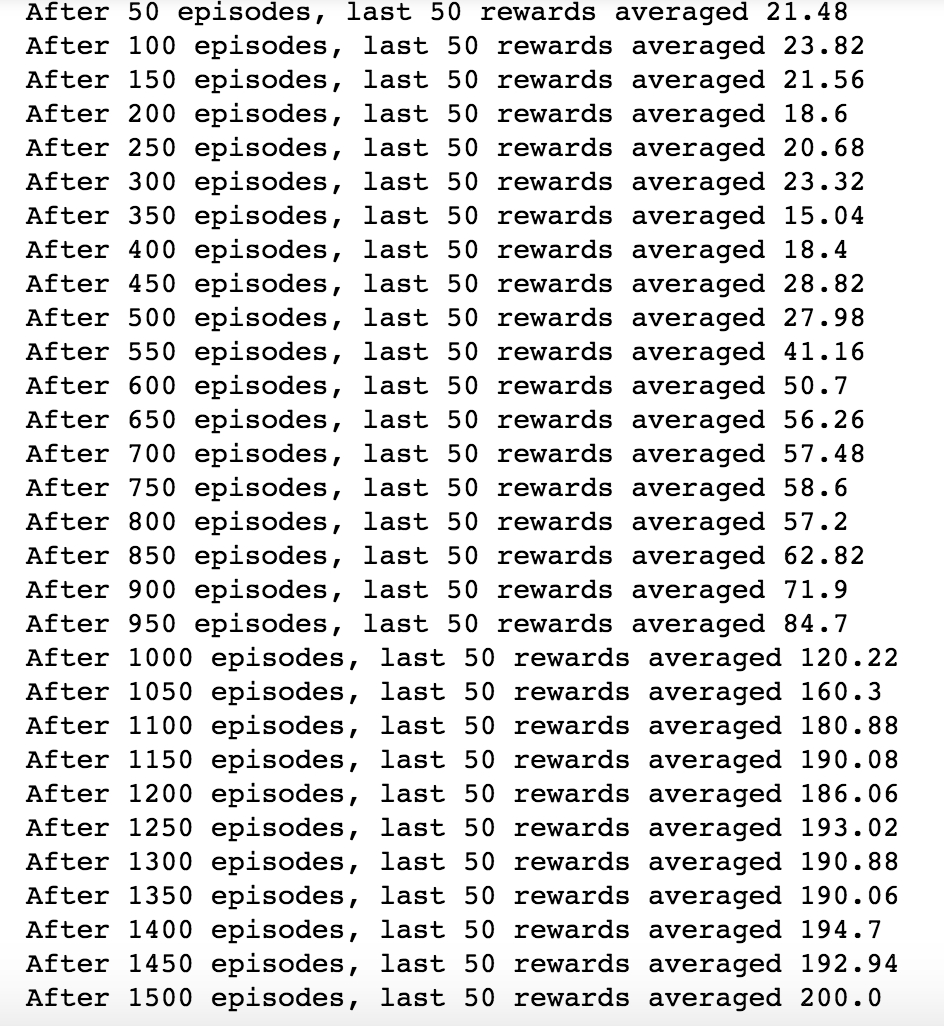 After 50 episodes, last 50 rewards averaged 21.48
After 100 episodes, last 50 rewards averaged 23.82
After 150 episodes, last 50 rewards averaged 21.56
After 200 episodes, last 50 rewards averaged 18.6
After 250 episodes, last 50 rewards averaged 20.68
After 300 episodes, last 50 rewards averaged 23.32
After 350 episodes, last 50 rewards averaged 15.04
After 400 episodes, last 50 rewards averaged 18.4
After 450 episodes, last 50 rewards averaged 28.82
After 500 episodes, last 50 rewards averaged 27.98
After 550 episodes, last 50 rewards averaged 41.16
After 600 episodes, last 50 rewards averaged 50.7
After 650 episodes, last 50 rewards averaged 56.26
After 700 episodes, last 50 rewards averaged 57.48
After 750 episodes, last 50 rewards averaged 58.6
After 800 episodes, last 50 rewards averaged 57.2
After 850 episodes, last 50 rewards averaged 62.82
After 900 episodes, last 50 rewards averaged 71.9
After 950 episodes, last 50 rewards averaged 84.7
After 1000 episodes, last 50 rewards averaged 120.22
After 1050 episodes, last 50 rewards averaged 160.3
After 1100 episodes, last 50 rewards averaged 180.88
After 1150 episodes, last 50 rewards averaged 190.08
After 1200 episodes, last 50 rewards averaged 186.06
After 1250 episodes, last 50 rewards averaged 193.02
After 1300 episodes, last 50 rewards averaged 190.88
After 1350 episodes, last 50 rewards averaged 190.06
After 1400 episodes, last 50 rewards averaged 194.7
After 1450 episodes, last 50 rewards averaged 192.94
After 1500 episodes, last 50 rewards averaged 200.0